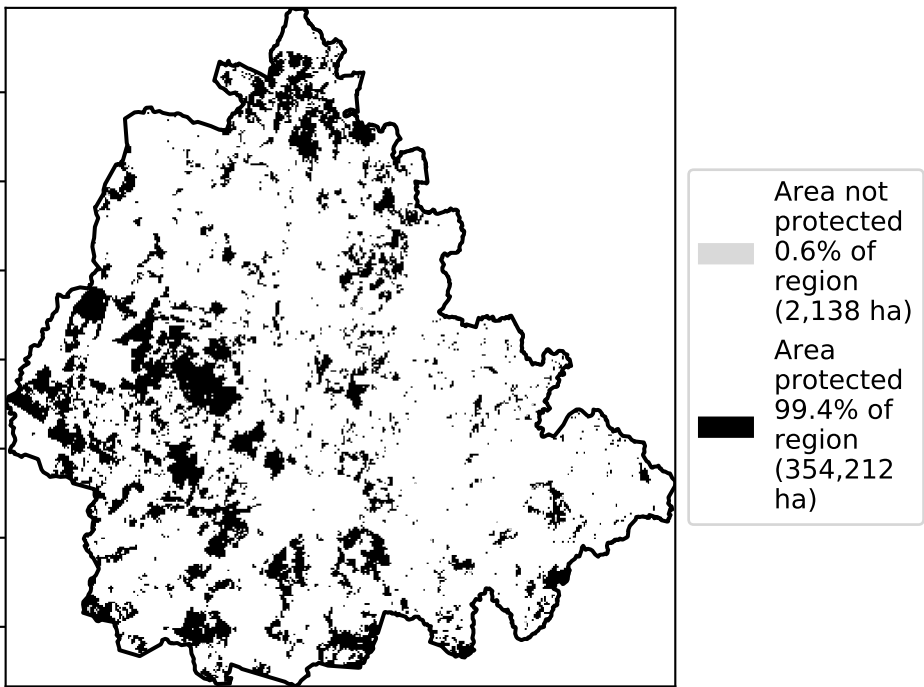 Area not
protected
0.6% of
region
(2,138 ha)
Area
protected
99.4% of
region
(354,212
ha)